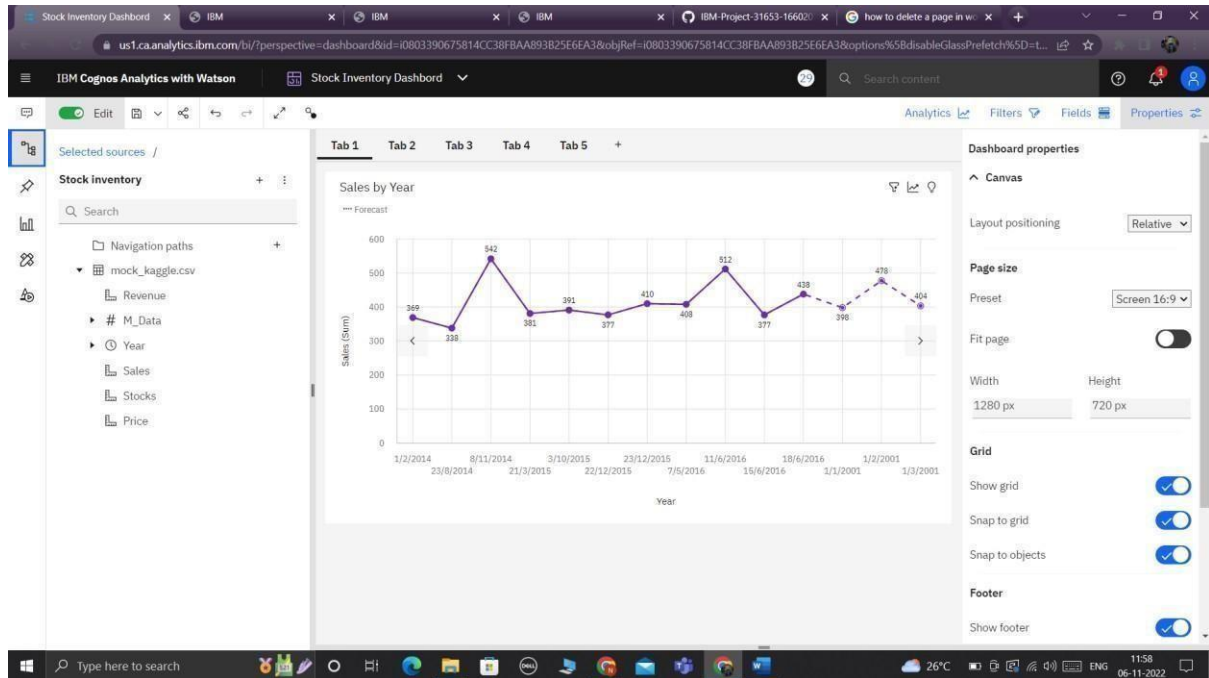 Stock Inventory Dashbord
IBM
IBM
IBM
IBM-Project-31653-166020
how to delete a page in wo
us1.ca.analytics.ibm.com/bi/?perspective=dashboard&id=i0803390675814CC38FBAA893B25E6EA3&objRef=i0803390675814CC38FBAA893B25E6EA3&options%5BdisableGlassPrefetch%5D=t...
IBM Cognos Analytics with Watson
Stock Inventory Dashbord
29
Search content
Edit
Analytics
Filters
Fields
Properties
Selected sources /
Stock inventory
Search
Navigation paths
mock_kaggle.csv
Revenue
# M_Data
Year
Sales
Stocks
Price
Tab 1 Tab 2 Tab 3 Tab 4 Tab 5 +
Sales by Year
Forecast
Sales (Sum)
600
500
400
300
200
100
0
369
338
542
381
391
377
410
408
512
377
438
398
478
404
1/2/2014 8/11/2014 3/10/2015 23/12/2015 11/6/2016 18/6/2016 1/2/2001
23/8/2014 21/3/2015 22/12/2015 7/5/2016 15/6/2016 1/1/2001 1/3/2001
Year
Dashboard properties
Canvas
Layout positioning
Relative
Page size
Preset
Screen 16:9
Fit page
Width Height
1280 px 720 px
Grid
Show grid
Snap to grid
Snap to objects
Footer
Show footer
Type here to search
DELL
26°C
ENG
11:58
06-11-2022